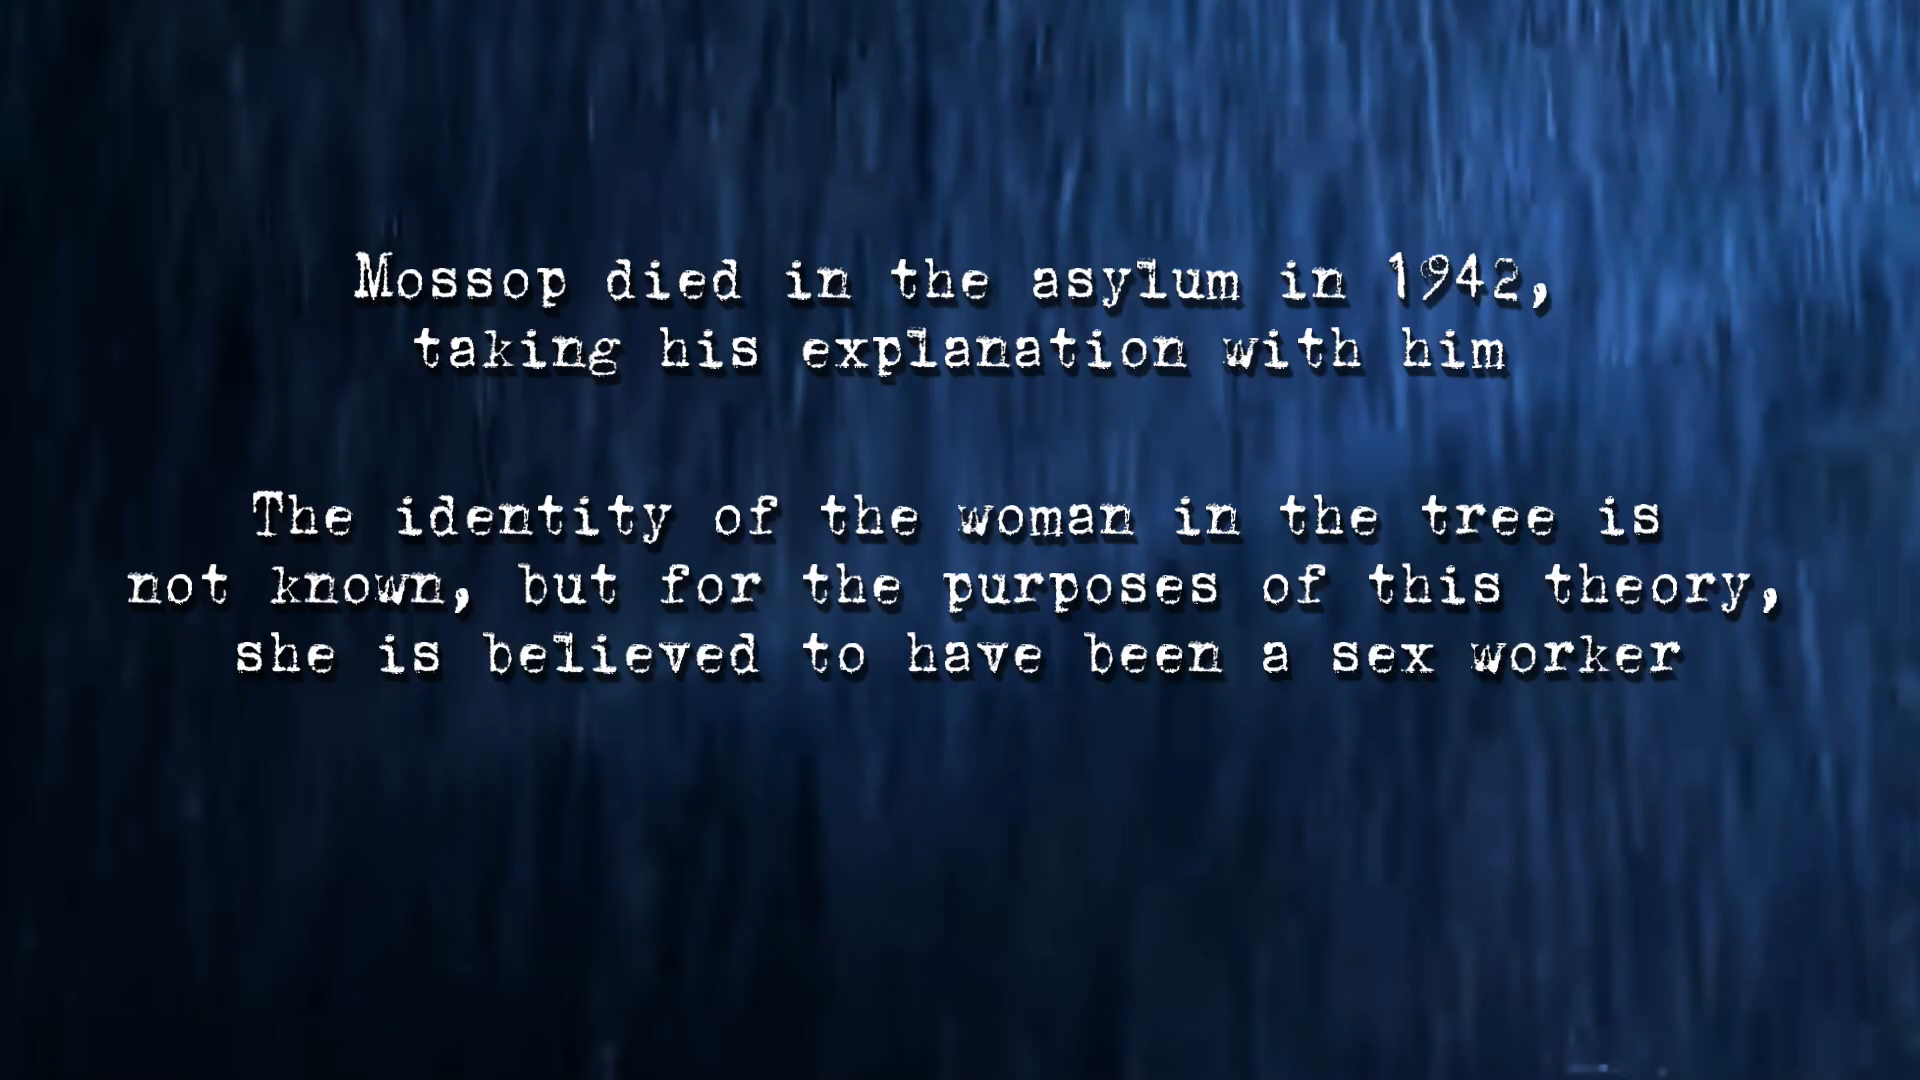 Mossop died in the asylum in 1942,
taking his explanation with him
The identity of the woman in the tree is
not known, but for the purposes of this theory,
she is believed to have been a sex worker